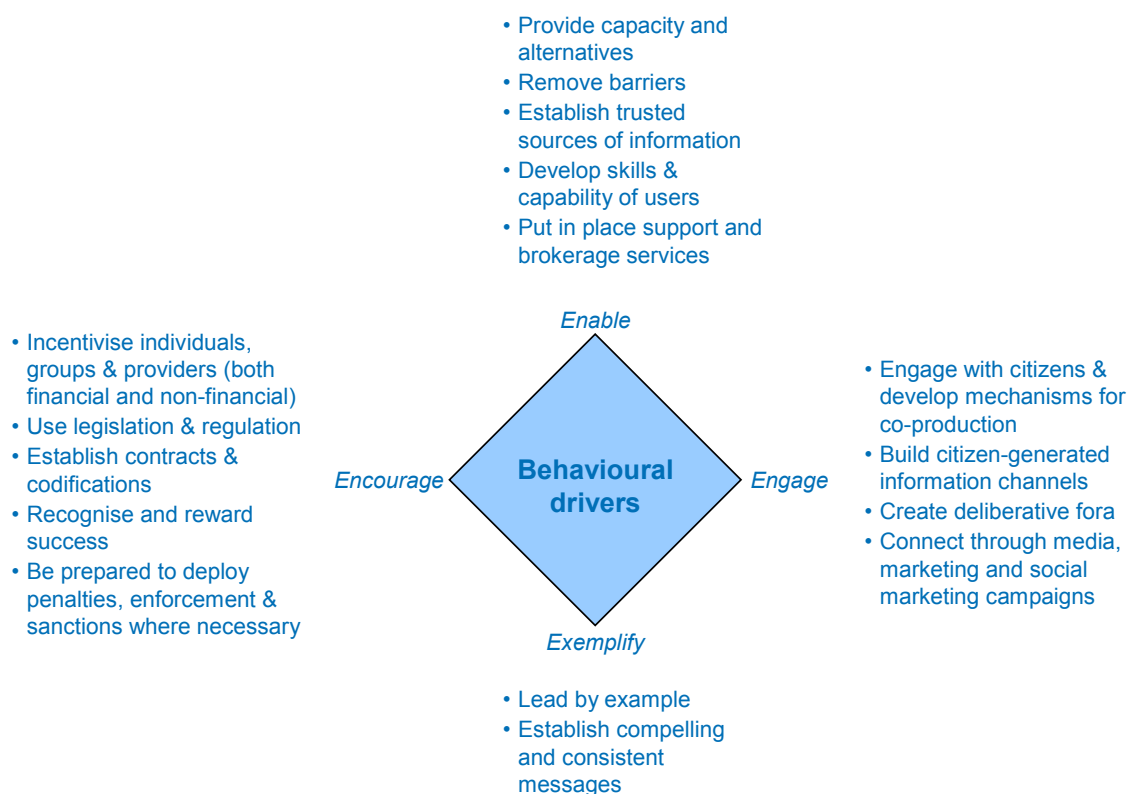 • Provide capacity and
alternatives
• Remove barriers
• Establish trusted
sources of information
• Develop skills &
capability of users
• Put in place support and
brokerage services
Enable
• Incentivise individuals,
groups & providers (both
financial and non-financial)
• Use legislation & regulation
• Establish contracts &
codifications
• Recognise and reward
success
• Be prepared to deploy
penalties, enforcement &
sanctions where necessary
Encourage
Behavioural
drivers
Engage
• Engage with citizens &
develop mechanisms for
co-production
• Build citizen-generated
information channels
• Create deliberative fora
• Connect through media,
marketing and social
marketing campaigns
Exemplify
• Lead by example
• Establish compelling
and consistent
messages